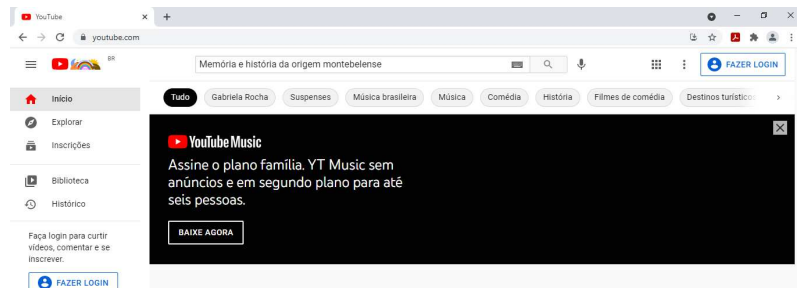 YouTube
youtube.com
BR
Memória e história da origem montebelense
FAZER LOGIN
Início
Explorar
Inscrições
Biblioteca
Histórico
Faça login para curtir
vídeos, comentar e se
inscrever.
FAZER LOGIN
Tudo Gabriela Rocha Suspenses Música brasileira Música Comédia História Filmes de comédia Destinos turísticos
YouTube Music
Assine o plano família. YT Music sem
anúncios e em segundo plano para até
seis pessoas.
BAIXE AGORA